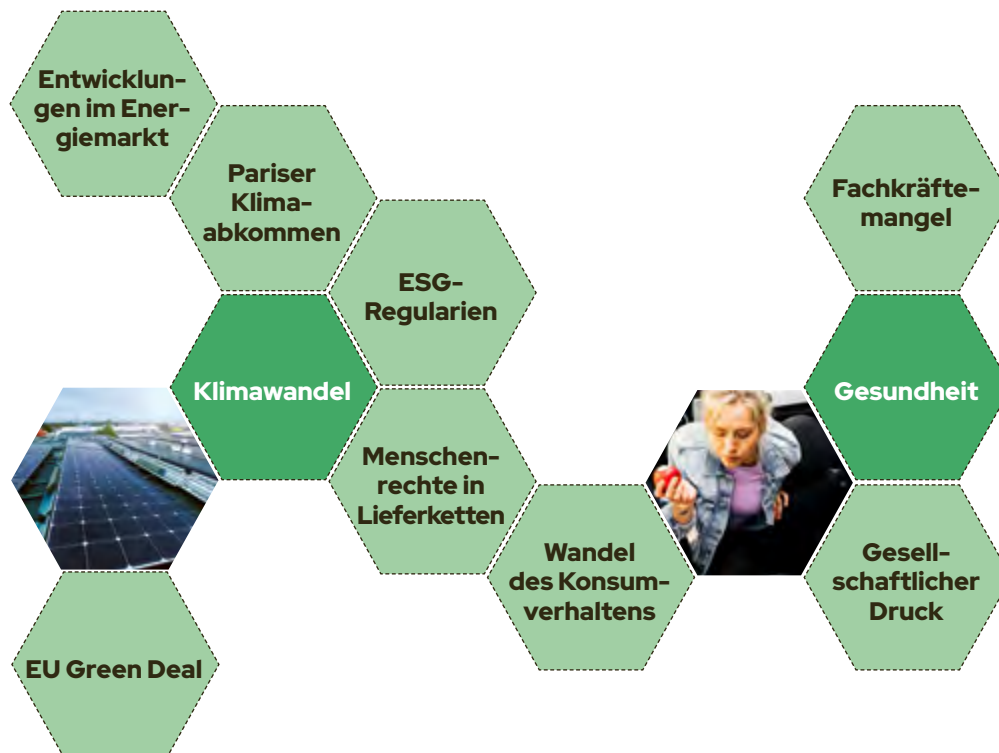 Entwicklun-
gen im Ener-
giemarkt
Pariser
Klima-
abkommen
ESG-
Regularien
Klimawandel
Menschen-
rechte in
Lieferketten
EU Green Deal
Wandel
des Konsum-
verhaltens
Fachkräfte-
mangel
Gesundheit
Gesell-
schaftlicher
Druck